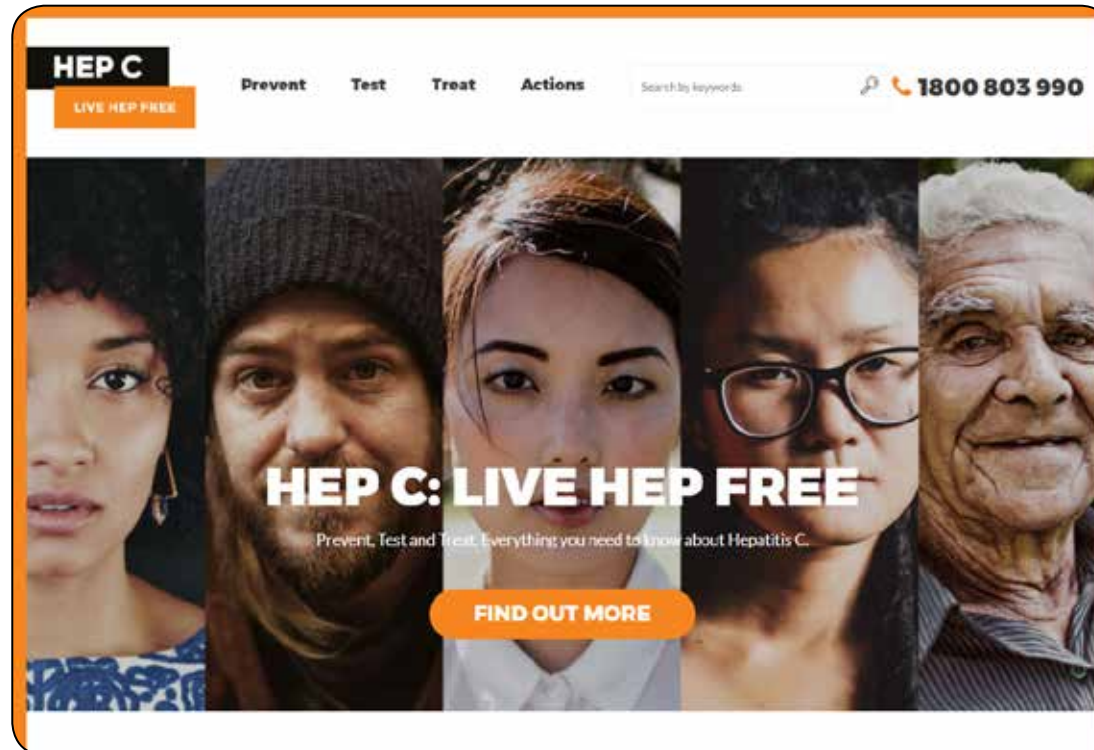 HEP C
LIVE HEP FREE
Prevent Test Treat Actions Search by keywords 1800 803 990
HEP C: LIVE HEP FREE
Prevent, Test and Treat. Everything you need to know about Hepatitis C.
FIND OUT MORE